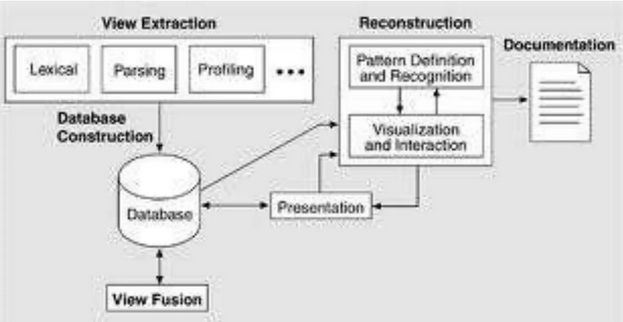 View Extraction
Lexical
Parsing
Profiling
Database
Construction
Database
View Fusion
Presentation
Reconstruction
Pattern Definition
and Recognition
Visualization
and Interaction
Documentation